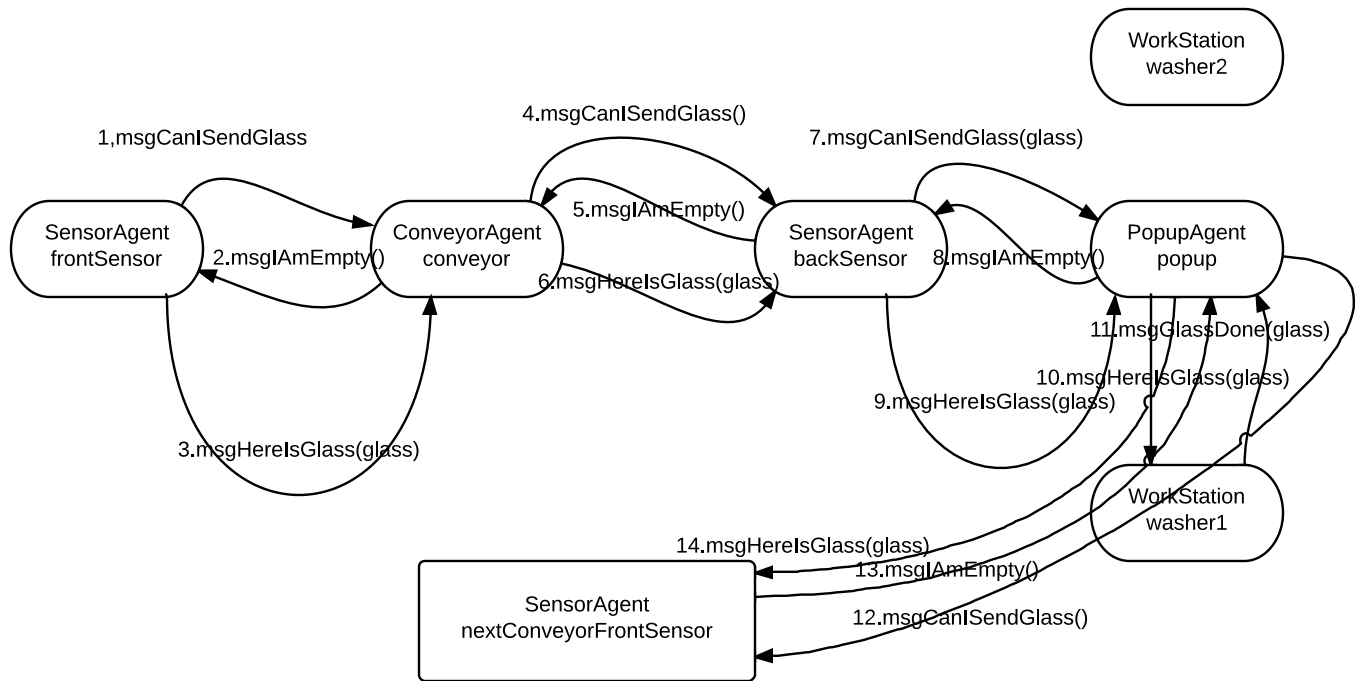 WorkStation
washer2
4.msgCanISendGlass()
1,msgCanISendGlass
7.msgCanISendGlass(glass)
SensorAgent
frontSensor
2.msgIAmEmpty()
ConveyorAgent
conveyor
5.msgIAmEmpty()
6.msgHereIsGlass(glass)
SensorAgent
backSensor
8.msgIAmEmpty()
PopupAgent
popup
11.msgGlassDone(glass)
10.msgHereIsGlass(glass)
9.msgHereIsGlass(glass)
3.msgHereIsGlass(glass)
WorkStation
washer1
14.msgHereIsGlass(glass)
13.msgIAmEmpty()
SensorAgent
nextConveyorFrontSensor
12.msgCanISendGlass()